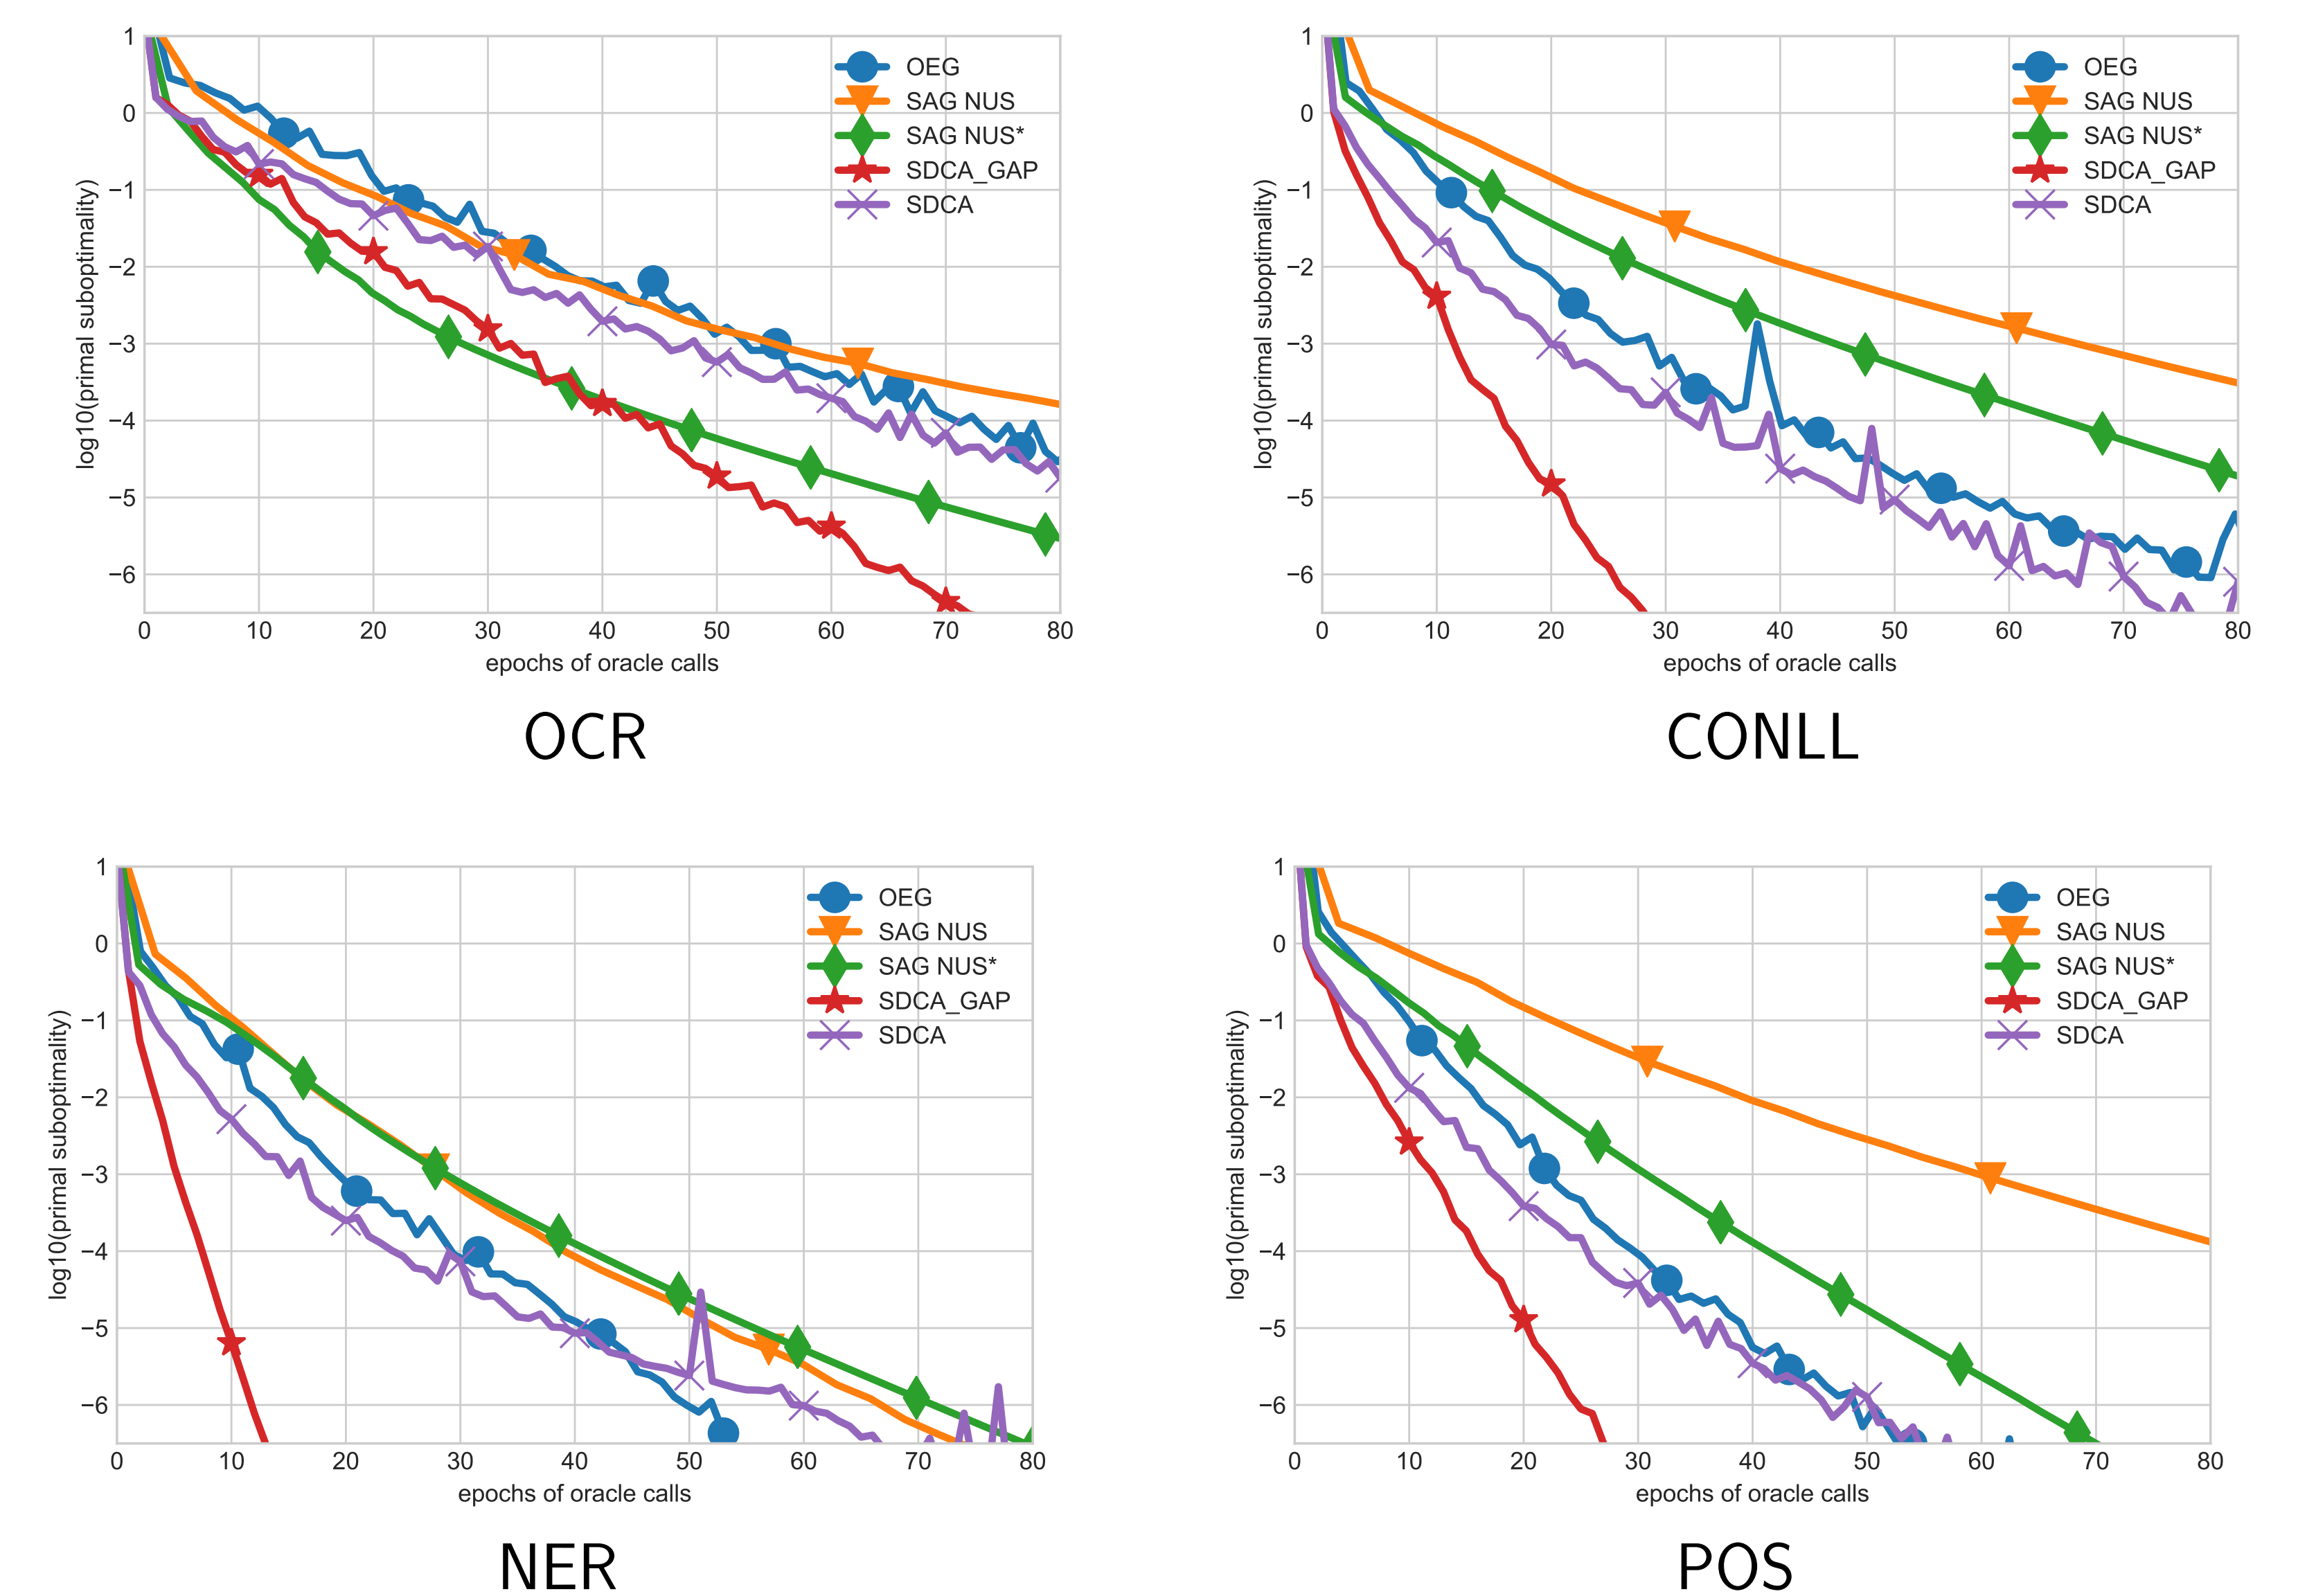 1
0
−1
−2
−3
−4
−5
−6
log10(primal suboptimality)
OEG
SAG NUS
SAG NUS*
SDCA_GAP
SDCA
0 10 20 30 40 50 60 70 80
epochs of oracle calls
OCR
1
0
−1
−2
−3
−4
−5
−6
log10(primal suboptimality)
OEG
SAG NUS
SAG NUS*
SDCA_GAP
SDCA
0 10 20 30 40 50 60 70 80
epochs of oracle calls
CONLL
1
0
−1
−2
−3
−4
−5
−6
log10(primal suboptimality)
OEG
SAG NUS
SAG NUS*
SDCA_GAP
SDCA
0 10 20 30 40 50 60 70 80
epochs of oracle calls
NER
1
0
−1
−2
−3
−4
−5
−6
log10(primal suboptimality)
OEG
SAG NUS
SAG NUS*
SDCA_GAP
SDCA
0 10 20 30 40 50 60 70 80
epochs of oracle calls
POS